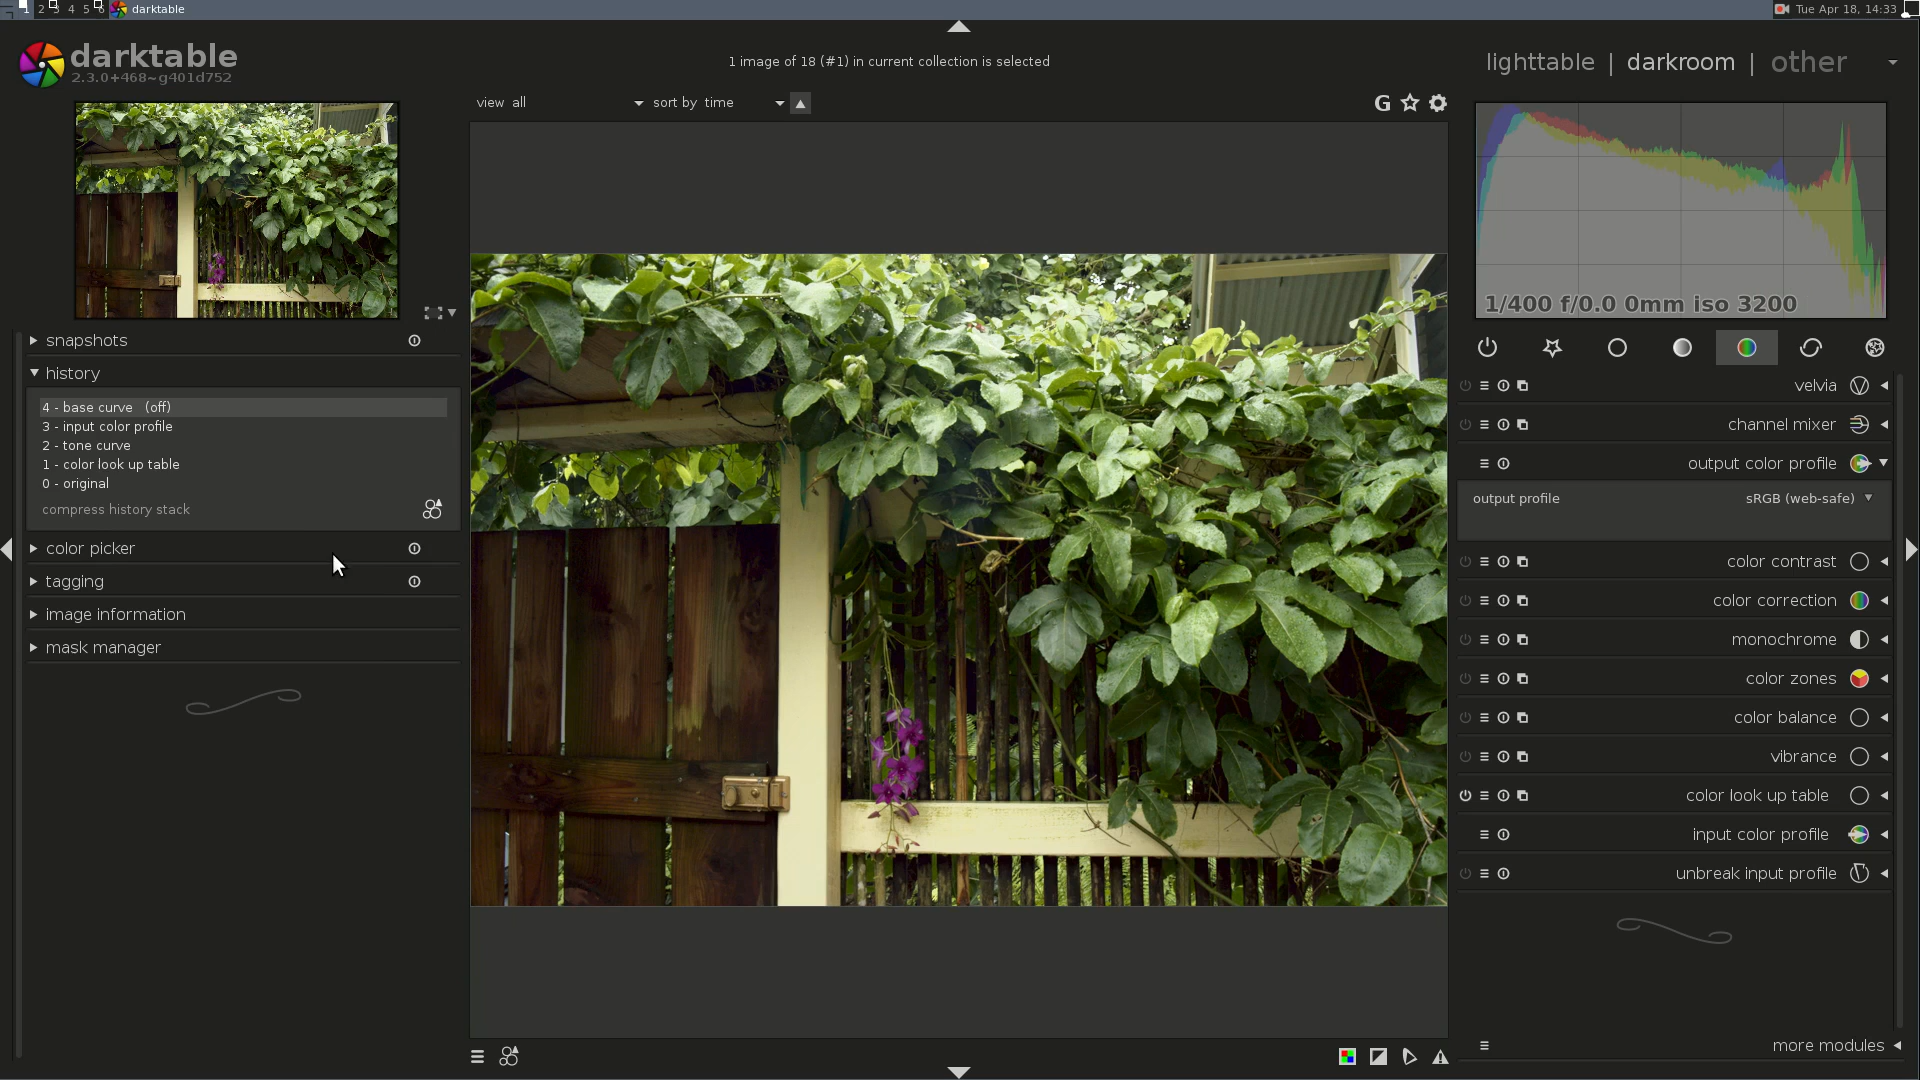 1 2 3 4 5 6 darktable
Tue Apr 18, 14:33
darktable
2.3.0+468~g401d752
1 image of 18 (#1) in current collection is selected
lighttable | darkroom | other
view all sort by time
G
1/400 f/0.0 0mm iso 3200
snapshots
history
4 - base curve (off)
3 - input color profile
2 - tone curve
1 - color look up table
0 - original
compress history stack
color picker
tagging
image information
mask manager
velvia
channel mixer
output color profile
output profile sRGB (web-safe)
color contrast
color correction
monochrome
color zones
color balance
vibrance
color look up table
input color profile
unbreak input profile
more modules